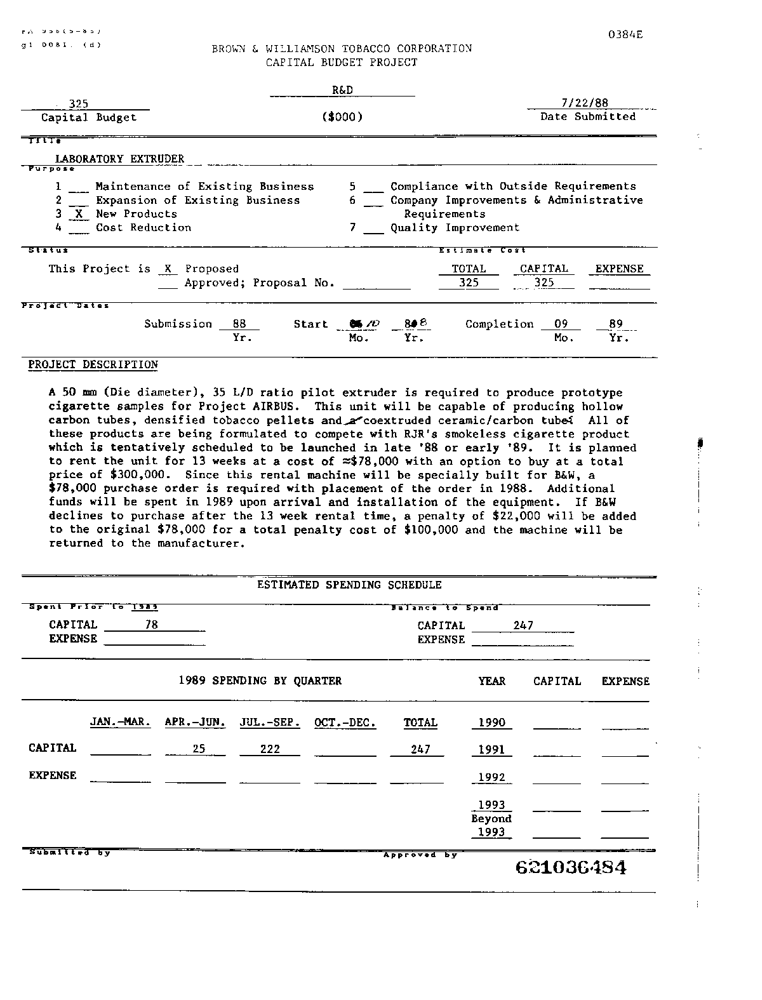 0384E
BROWN & WILLIAMSON TOBACCO CORPORATION
CAPITAL BUDGET PROJECT
R&D
325 7/22/88
Capital Budget ($000) Date Submitted
Title
LABORATORY EXTRUDER
Purpose
1 ___ Maintenance of Existing Business 5 ___ Compliance with Outside Requirements
2 ___ Expansion of Existing Business 6 ___ Company Improvements & Administrative
3 X New Products Requirements
4 ___ Cost Reduction 7 ___ Quality Improvement
Status Estimate Cost
This Project is X Proposed TOTAL CAPITAL EXPENSE
___ Approved; Proposal No. ______ 325 325
Project Dates
Submission 88 Start 10 88 Completion 09 89
Yr. Mo. Yr. Mo. Yr.
PROJECT DESCRIPTION
A 50 mm (Die diameter), 35 L/D ratio pilot extruder is required to produce prototype
cigarette samples for Project AIRBUS. This unit will be capable of producing hollow
carbon tubes, densified tobacco pellets and coextruded ceramic/carbon tubes All of
these products are being formulated to compete with RJR's smokeless cigarette product
which is tentatively scheduled to be launched in late '88 or early '89. It is planned
to rent the unit for 13 weeks at a cost of ≈$78,000 with an option to buy at a total
price of $300,000. Since this rental machine will be specially built for B&W, a
$78,000 purchase order is required with placement of the order in 1988. Additional
funds will be spent in 1989 upon arrival and installation of the equipment. If B&W
declines to purchase after the 13 week rental time, a penalty of $22,000 will be added
to the original $78,000 for a total penalty cost of $100,000 and the machine will be
returned to the manufacturer.
ESTIMATED SPENDING SCHEDULE
Spent Prior to 1989 Balance to Spend
CAPITAL 78 CAPITAL 247
EXPENSE ______ EXPENSE ______
1989 SPENDING BY QUARTER YEAR CAPITAL EXPENSE
JAN.-MAR. APR.-JUN. JUL.-SEP. OCT.-DEC. TOTAL 1990
CAPITAL 25 222 247 1991
EXPENSE 1992
1993
Beyond
1993
Submitted by Approved by
621036484